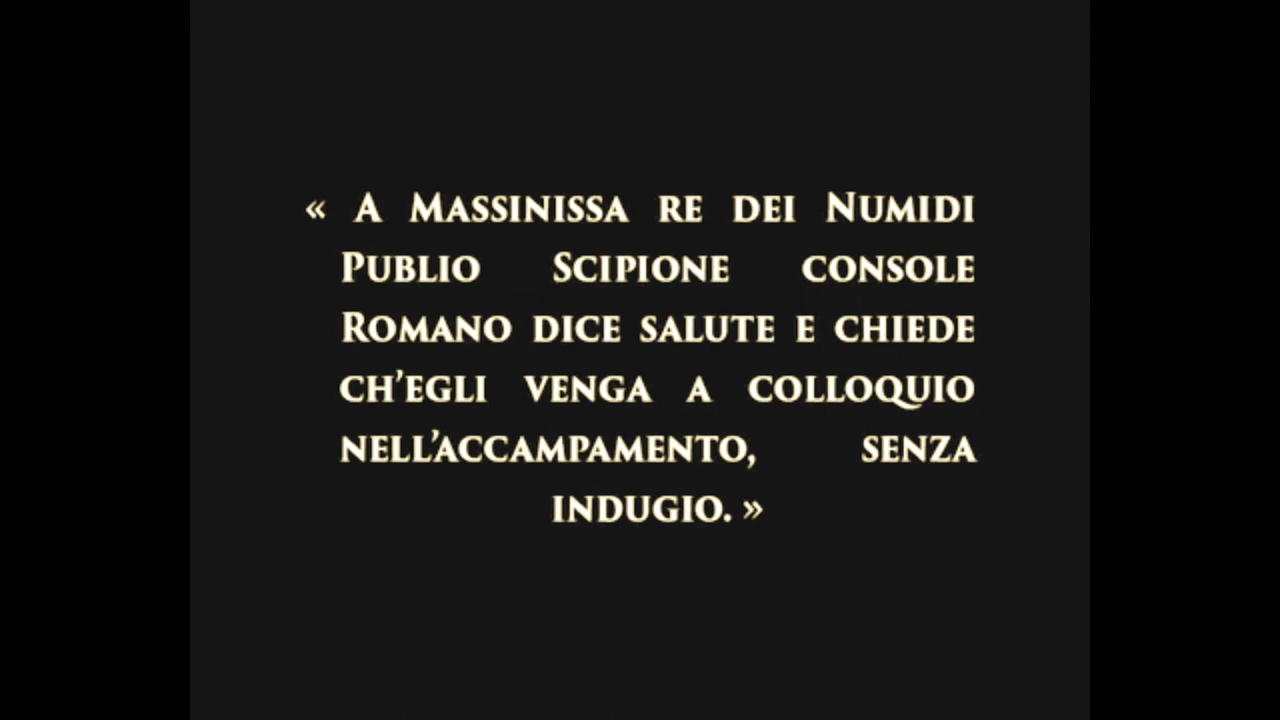 « A Massinissa re dei Numidi
Publio Scipione console
Romano dice salute e chiede
ch’egli venga a colloquio
nell’accampamento, senza
indugio. »